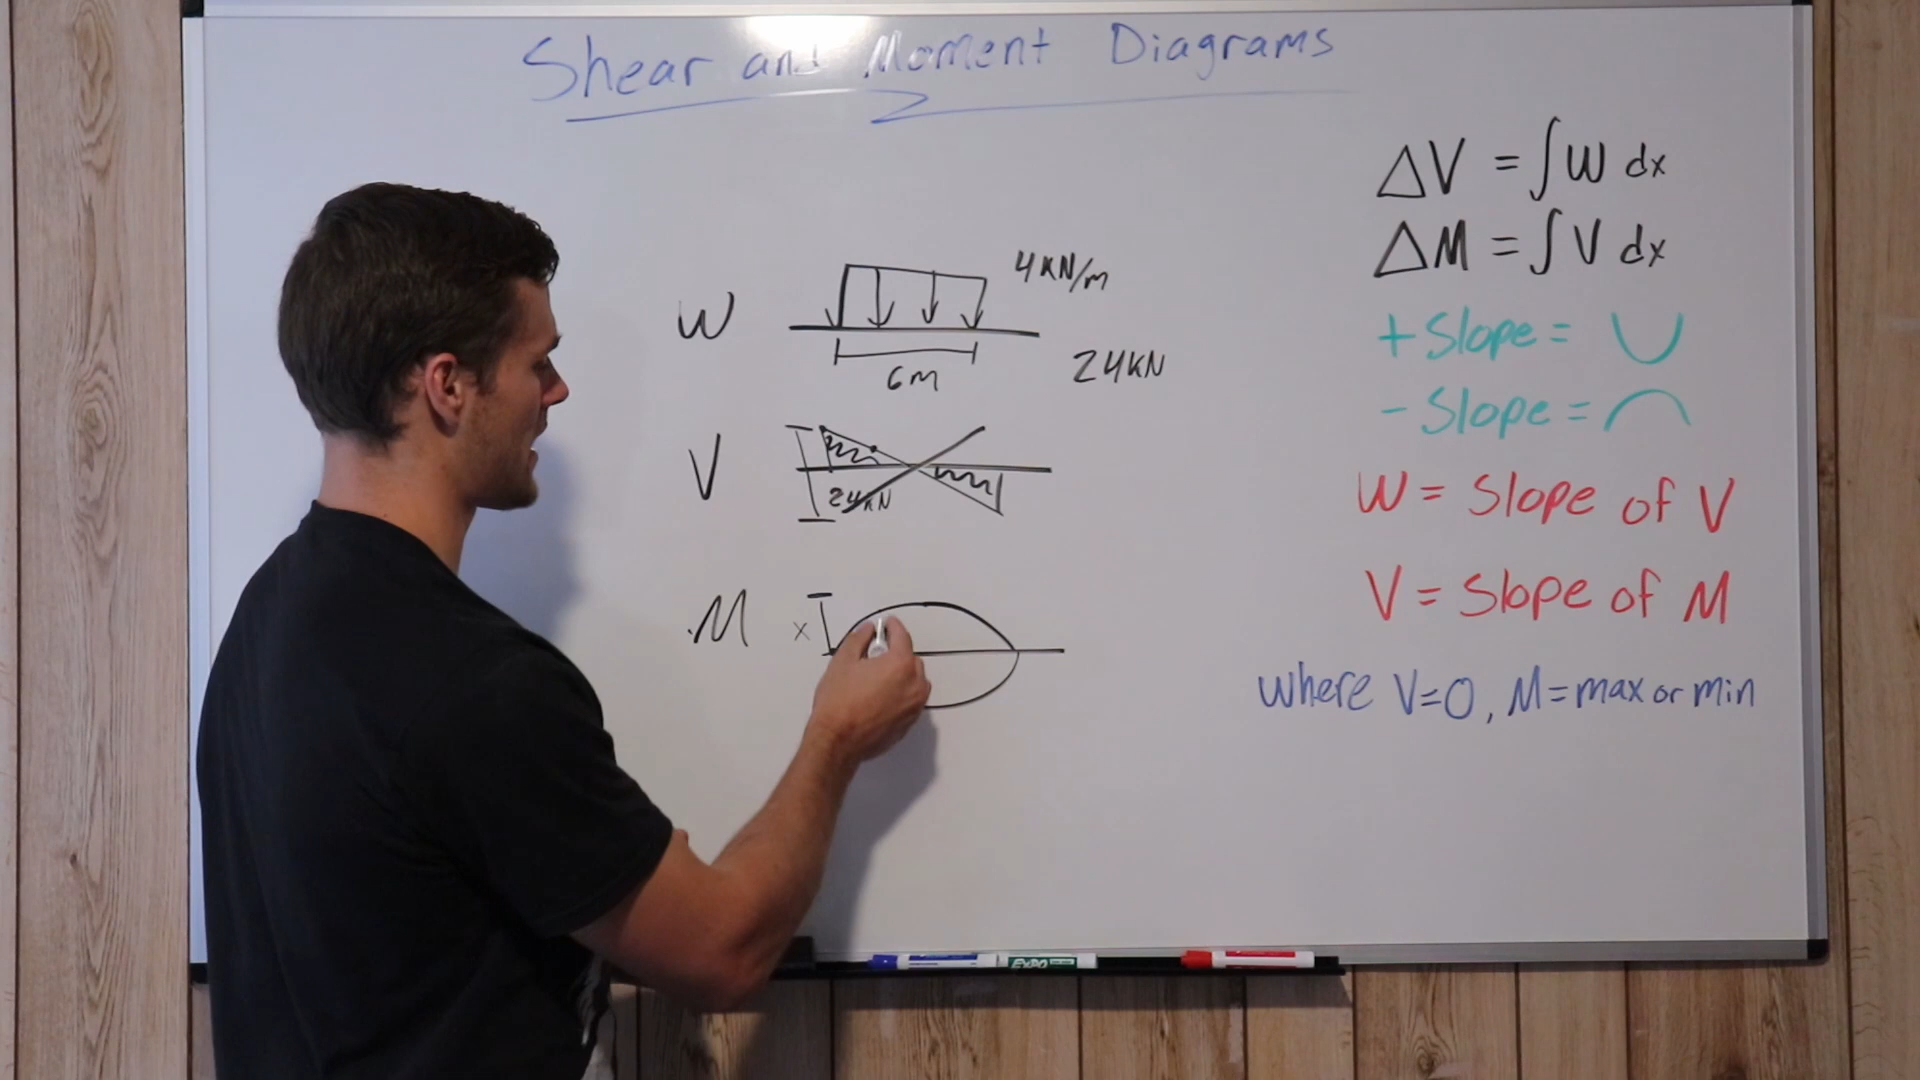 Shear and Moment Diagrams
W
4KN/m
6m
24KN
V
24KN
M
x
ΔV = ∫W dx
ΔM = ∫V dx
+Slope =
- Slope =
W = Slope of V
V = Slope of M
where V=0, M=max or min
EXPO